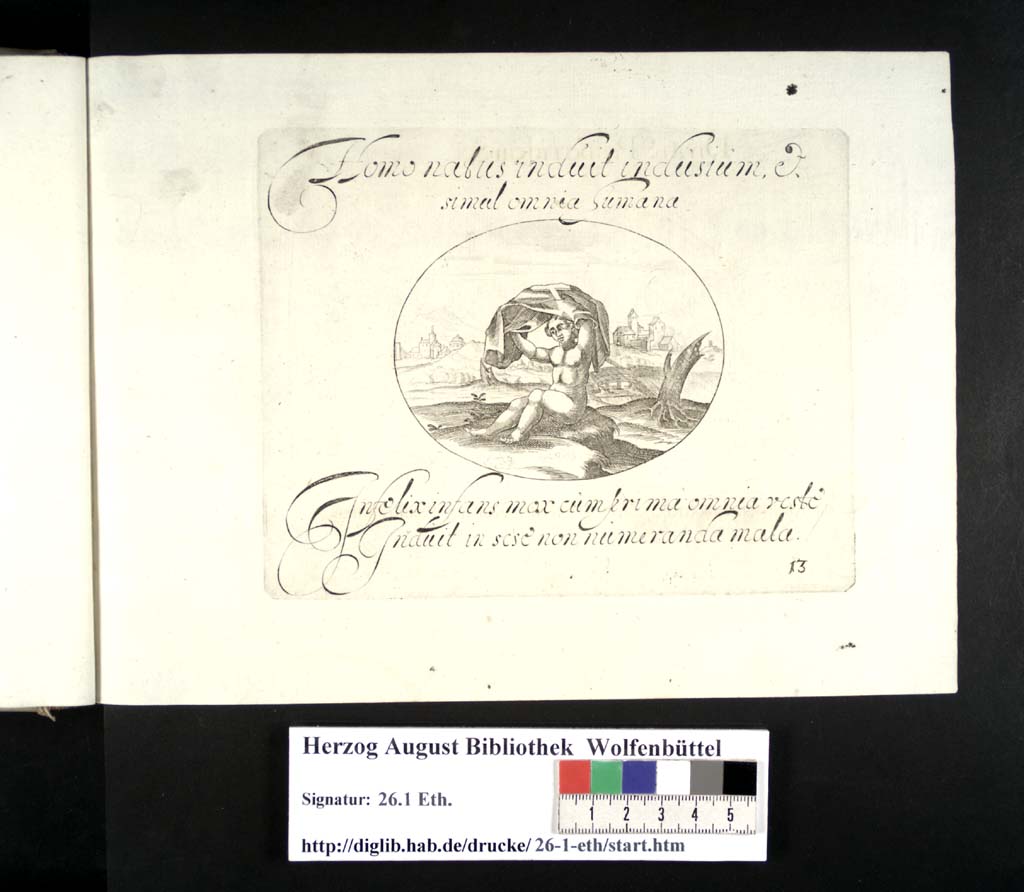 Homo natus induit indusium, &
simul omnia humana
Infelix infans mox cùm prima omnia vestê
Induit in sesê non numeranda mala.
13
Herzog August Bibliothek Wolfenbüttel
Signatur: 26.1 Eth.
1 2 3 4 5
http://diglib.hab.de/drucke/ 26-1-eth/start.htm